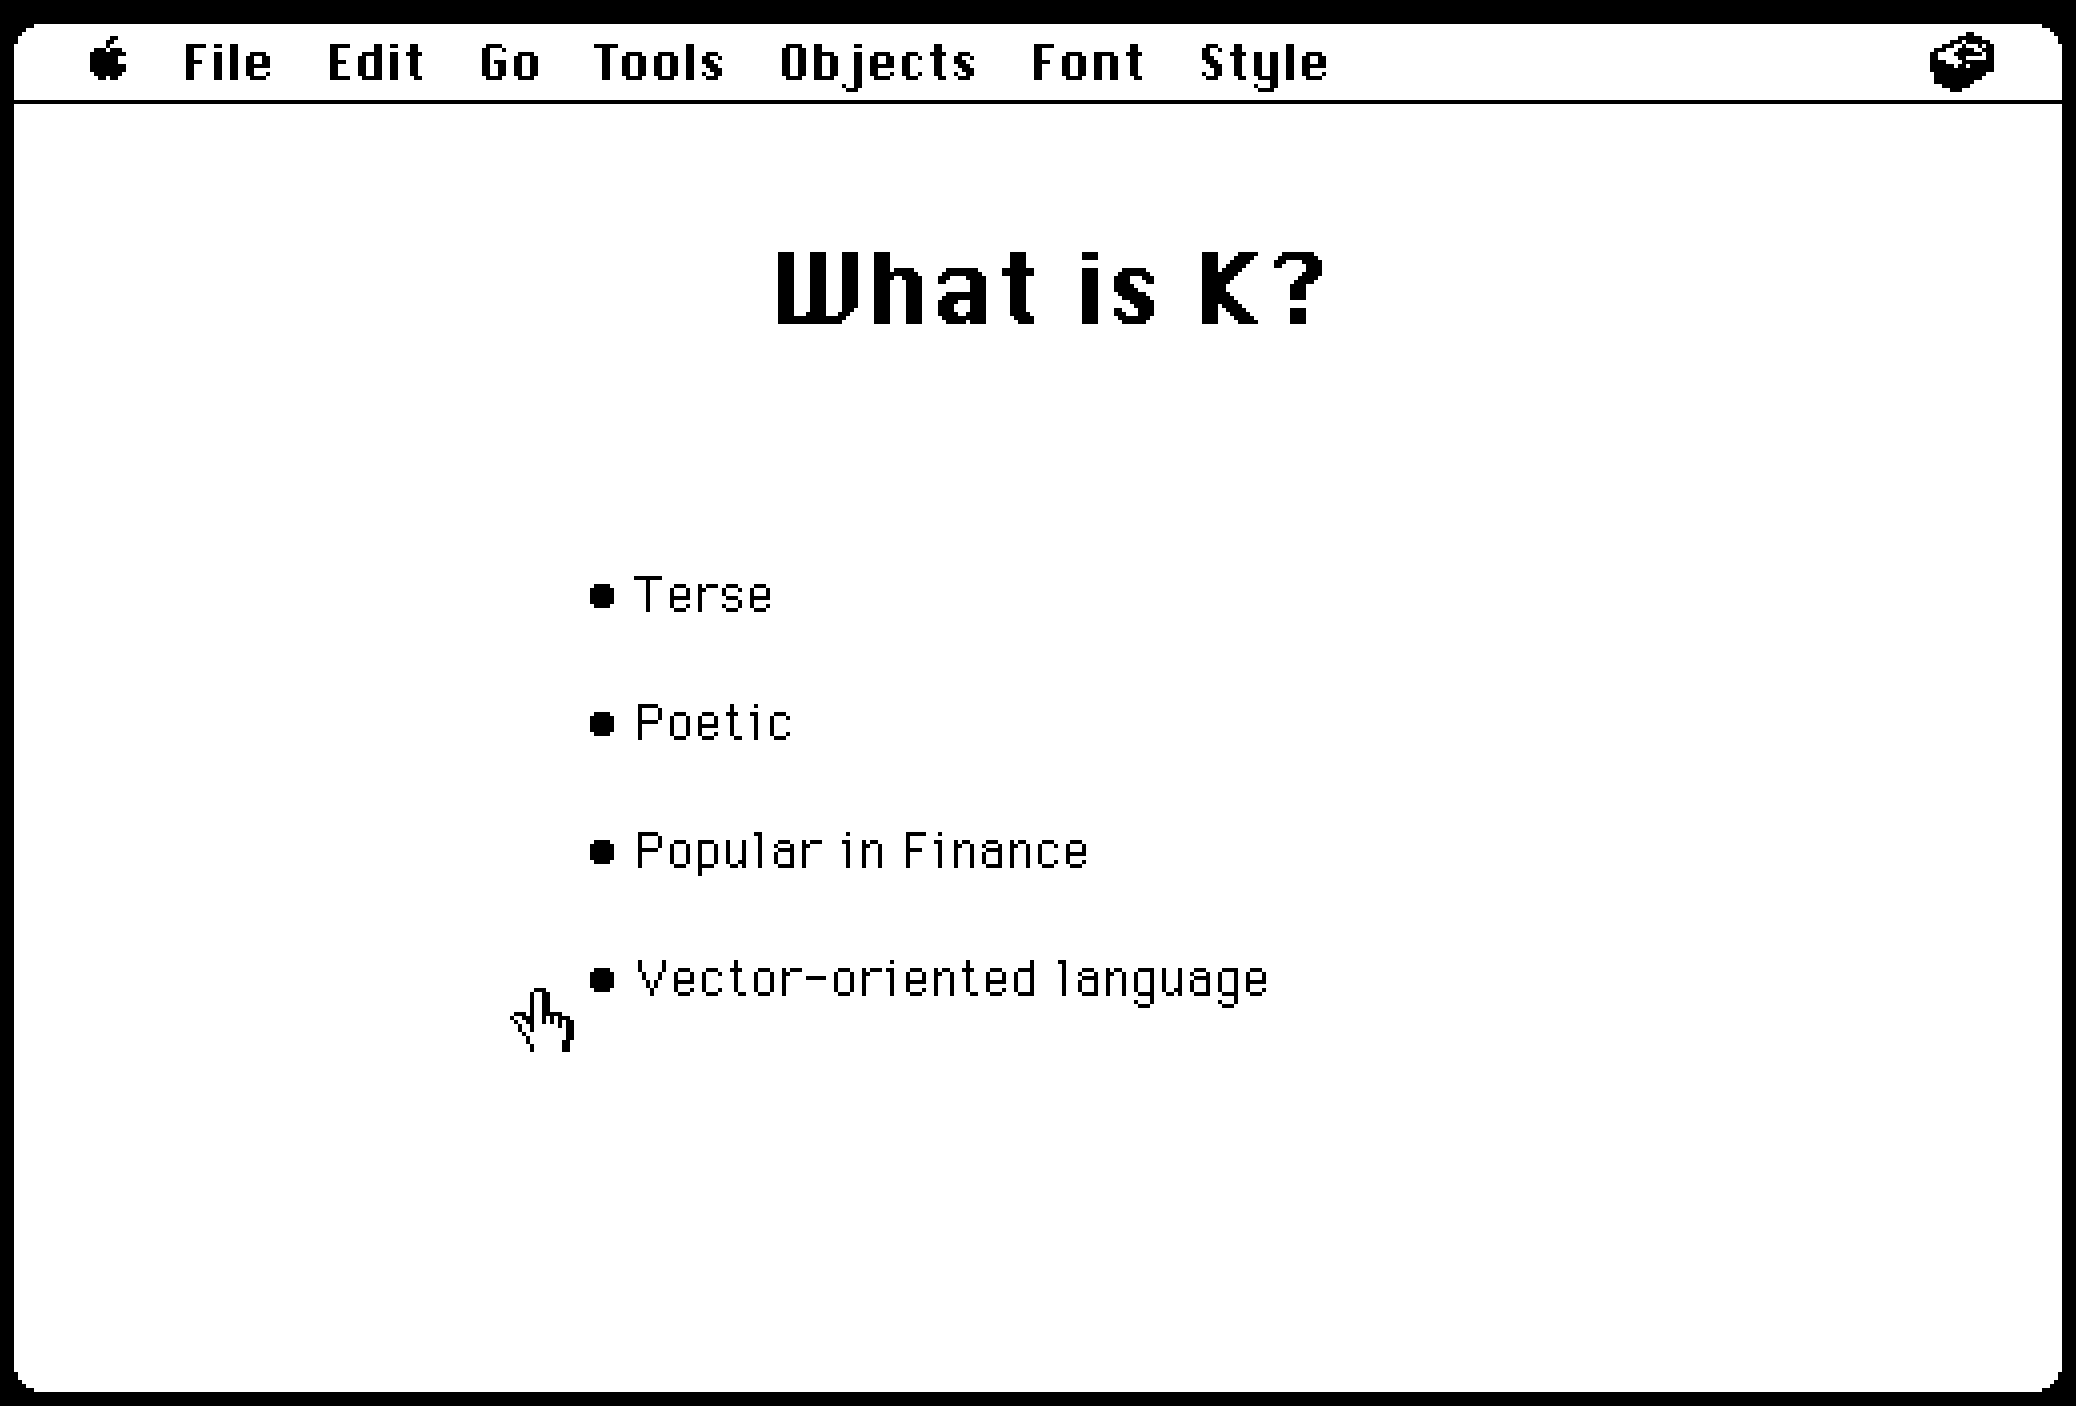 File Edit Go Tools Objects Font Style
What is K?
• Terse
• Poetic
• Popular in Finance
• Vector-oriented language